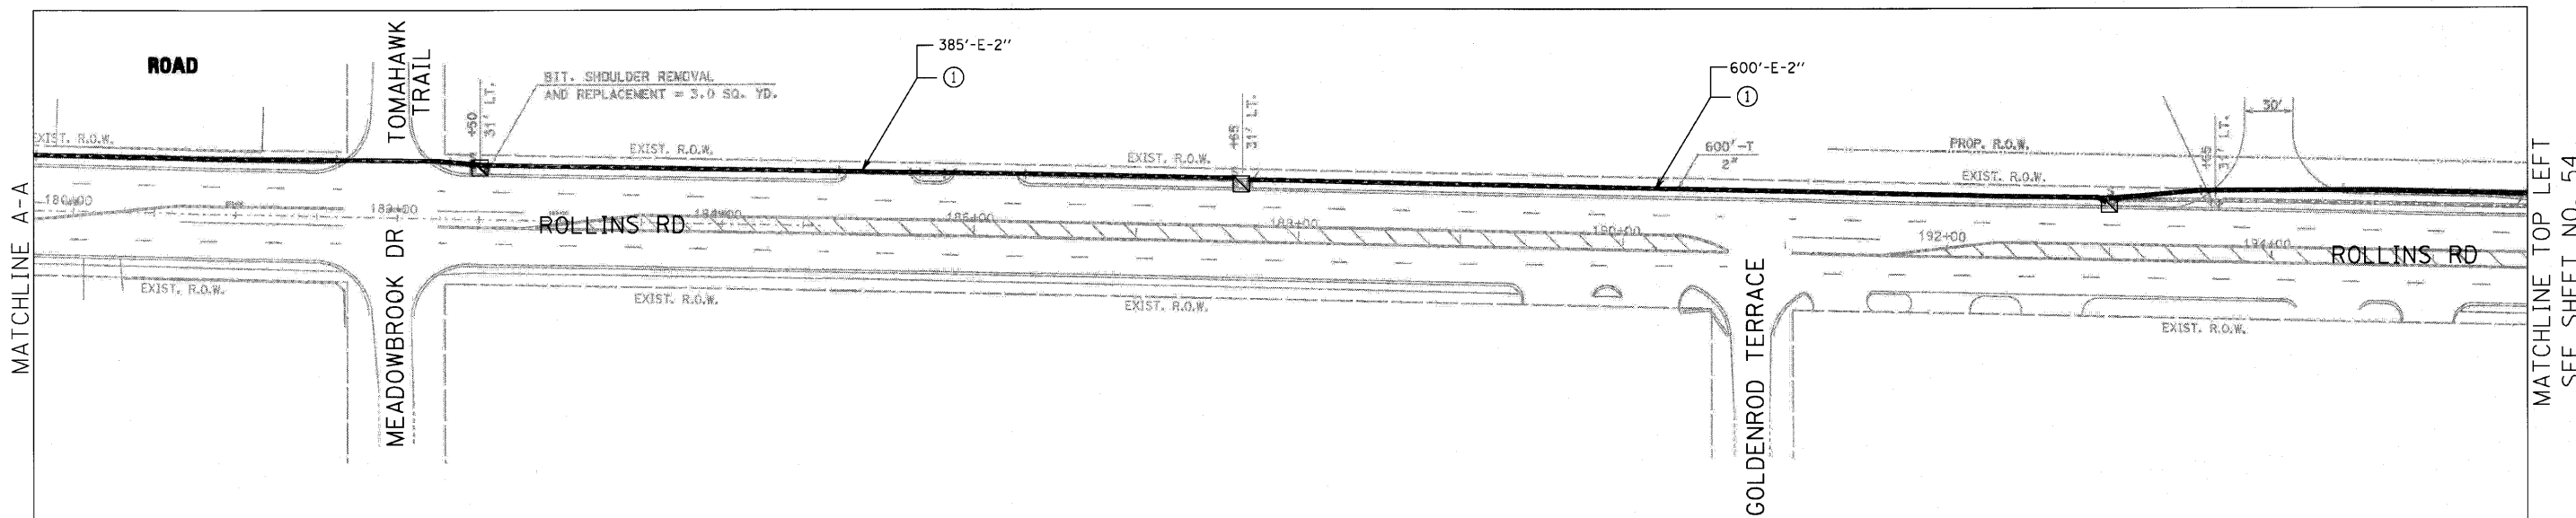 ROAD
TOMAHAWK
TRAIL
+50
31' LT.
BIT. SHOULDER REMOVAL
AND REPLACEMENT = 3.0 SQ. YD.
385'-E-2"
1
+65
31' LT.
600'-E-2"
1
600'-T
2"
30'
+65
31' LT.
EXIST. R.O.W.
EXIST. R.O.W.
EXIST. R.O.W.
PROP. R.O.W.
EXIST. R.O.W.
180+00
182+00
184+00
186+00
188+00
190+00
192+00
194+00
ROLLINS RD
ROLLINS RD
MEADOWBROOK DR
GOLDENROD TERRACE
EXIST. R.O.W.
EXIST. R.O.W.
EXIST. R.O.W.
EXIST. R.O.W.
MATCHLINE A-A
MATCHLINE TOP LEFT
SEE SHEET NO. 54